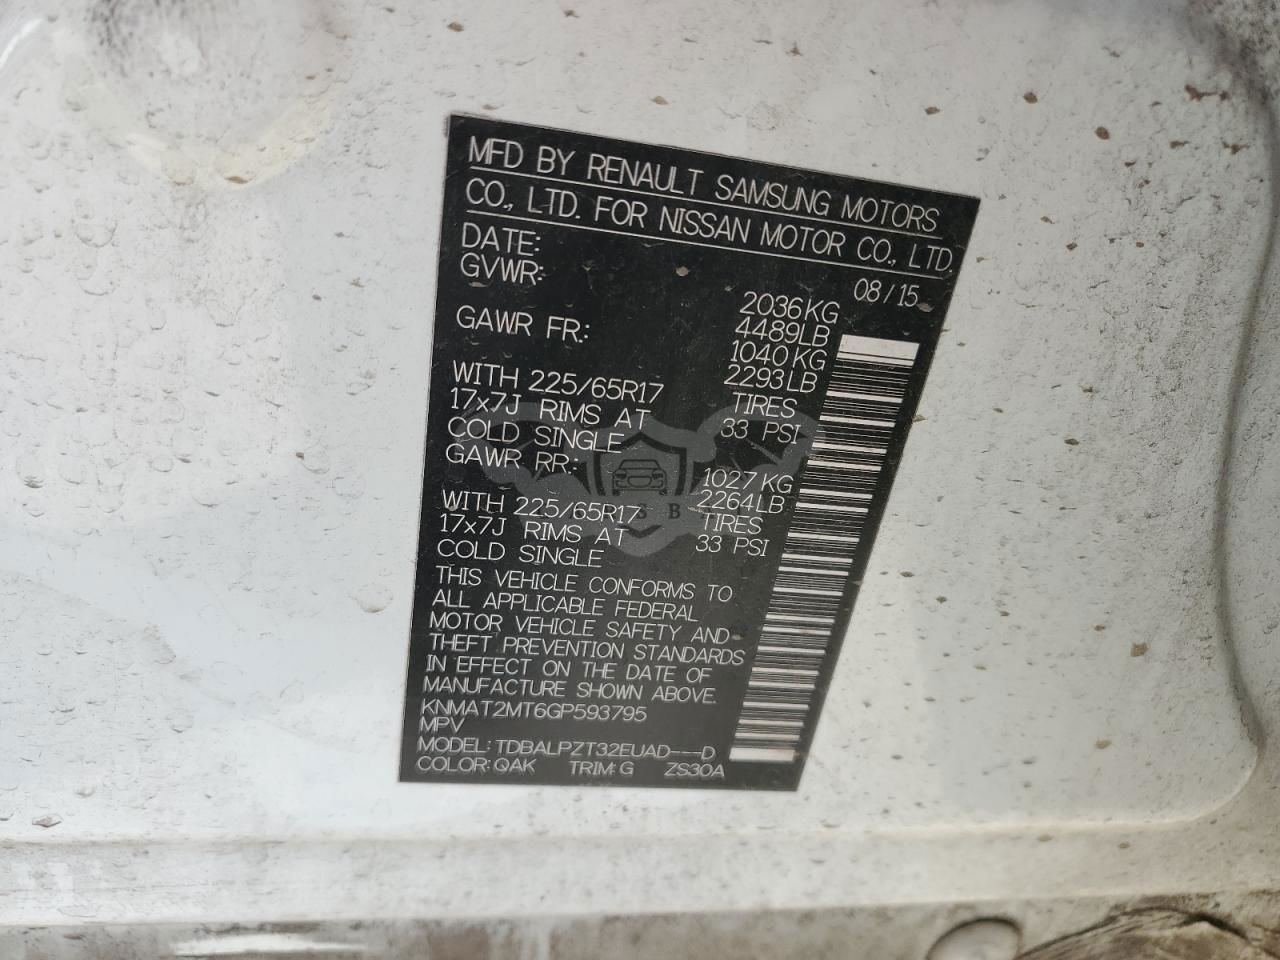 MFD BY RENAULT SAMSUNG MOTORS
CO., LTD. FOR NISSAN MOTOR CO., LTD.
DATE: 08/15
GVWR: 2036KG
4489LB
GAWR FR.: 1040KG
2293LB
WITH 225/65R17 TIRES
17x7J RIMS AT 33 PSI
COLD SINGLE
GAWR RR.: 1027KG
2264LB
WITH 225/65R17 TIRES
17x7J RIMS AT 33 PSI
COLD SINGLE
THIS VEHICLE CONFORMS TO
ALL APPLICABLE FEDERAL
MOTOR VEHICLE SAFETY AND
THEFT PREVENTION STANDARDS
IN EFFECT ON THE DATE OF
MANUFACTURE SHOWN ABOVE.
KNMAT2MT6GP593795
MPV
MODEL: TDBALPZT32EUAD---D
COLOR: QAK TRIM: G ZS30A
S B